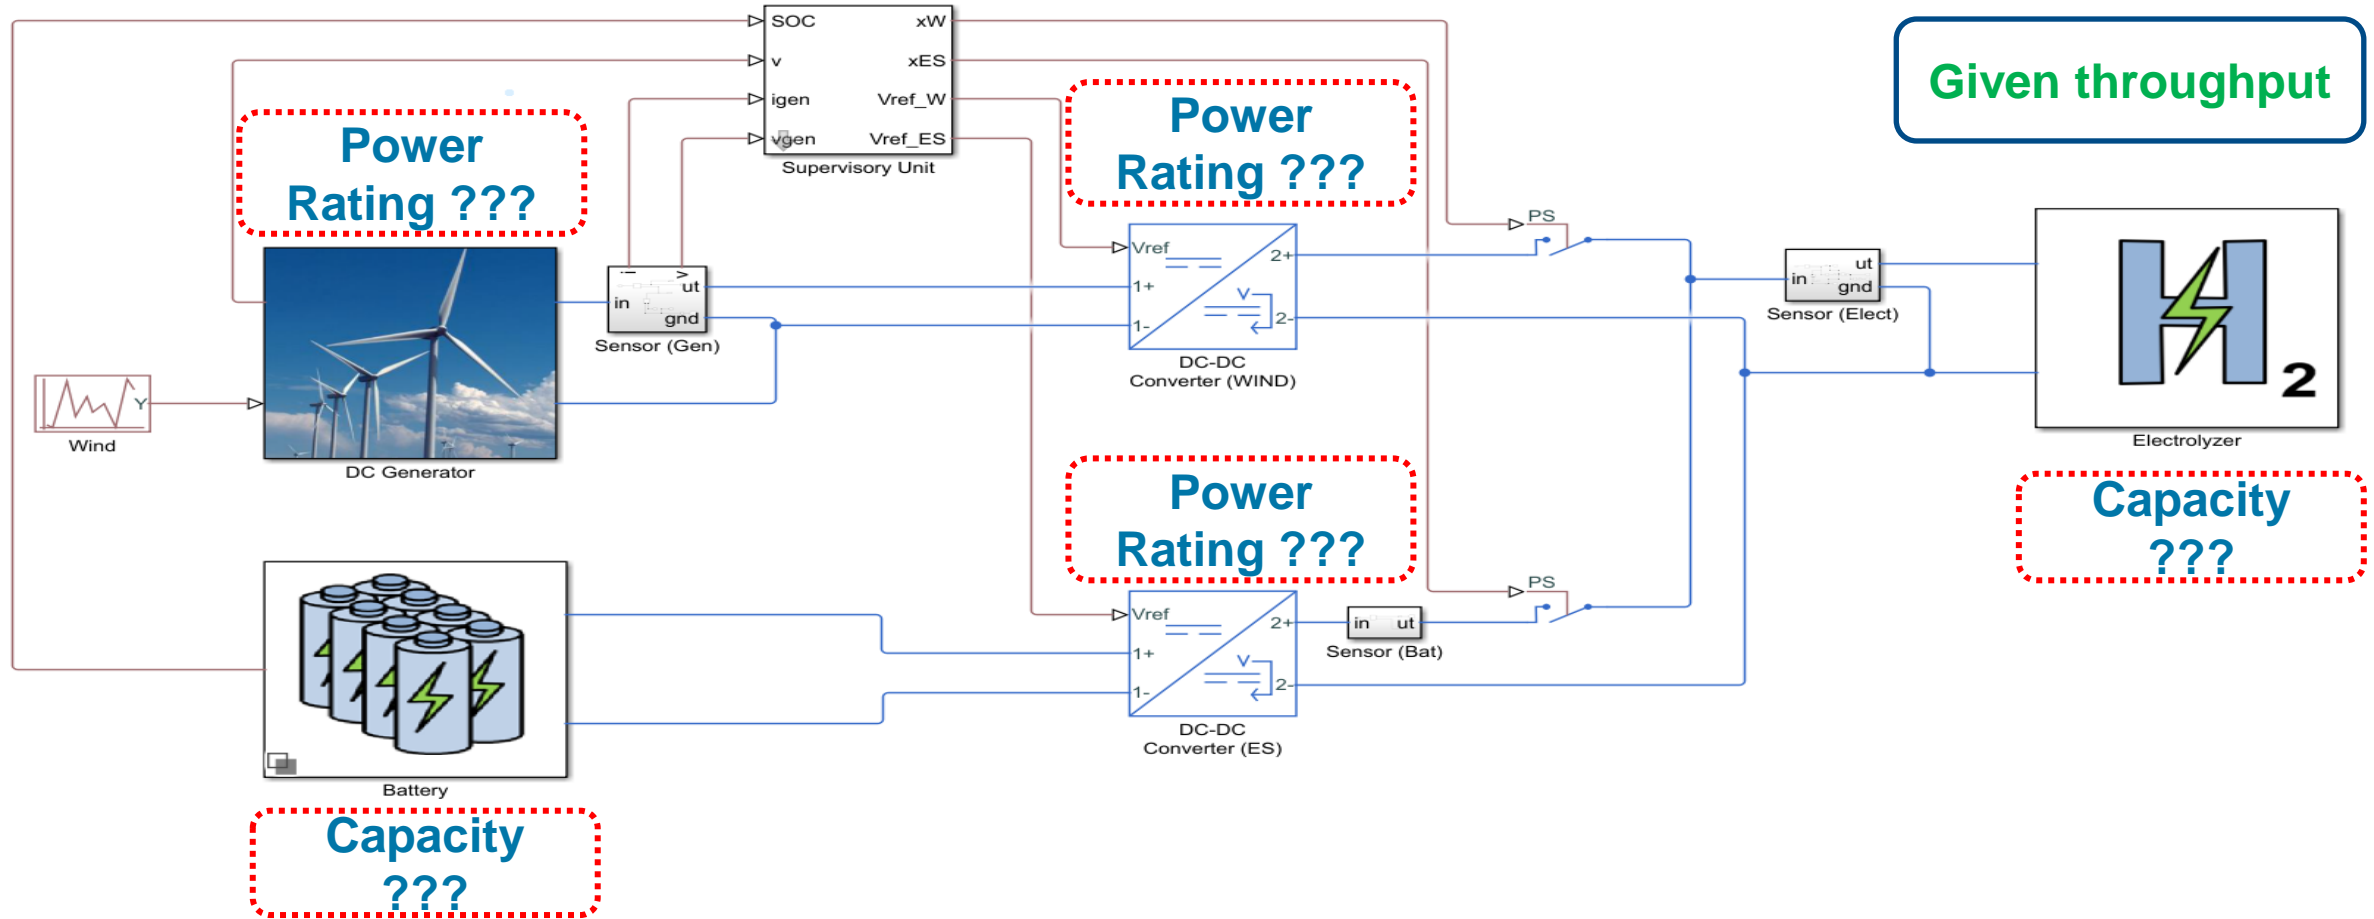 SOC
v
igen
vgen
xW
xES
Vref_W
Vref_ES
Supervisory Unit
Given throughput
Power
Rating ???
Power
Rating ???
PS
Vref
1+
1-
2+
2-
V
DC-DC
Converter (WIND)
i
v
in
ut
gnd
Sensor (Gen)
in
ut
gnd
Sensor (Elect)
H
2
Electrolyzer
Y
Wind
DC Generator
Power
Rating ???
Capacity
???
PS
Vref
1+
1-
2+
2-
V
in
ut
Sensor (Bat)
DC-DC
Converter (ES)
Battery
Capacity
???